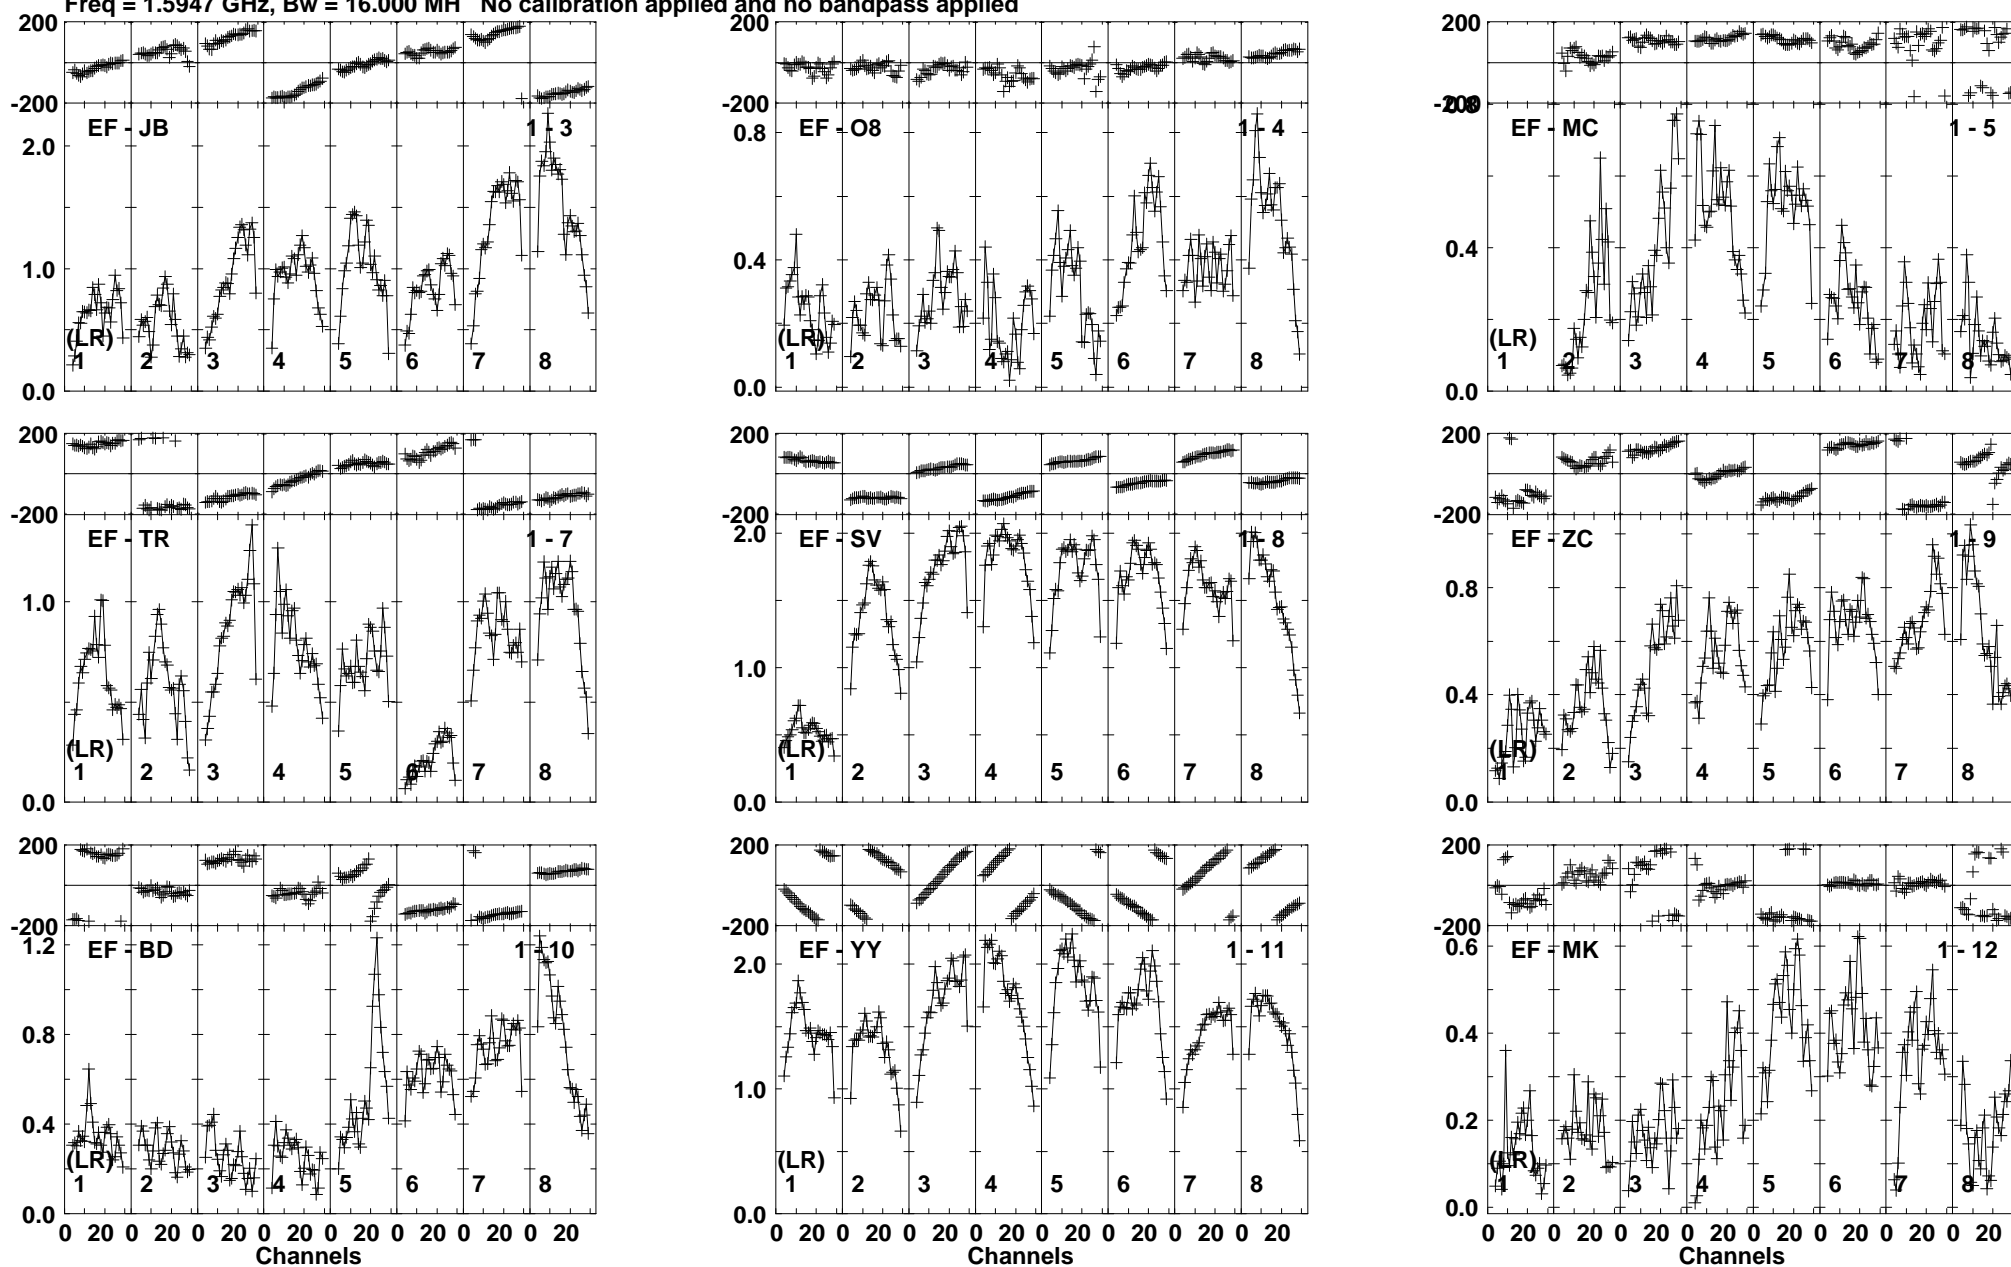 Freq = 1.5947 GHz, Bw = 16.000 MH No calibration applied and no bandpass applied
200 200 200
-200 -200 -200
EF - JB 1 - 3 EF - O8 1 - 4 EF - MC 1 - 5
0.8
2.0 0.8
1.0 0.4 0.4
(LR) (LR) (LR)
1 2 3 4 5 6 7 8 1 2 3 4 5 6 7 8 1 2 3 4 5 6 7 8
0.0 0.0 0.0
200 200 200
-200 -200 -200
EF - TR 1 - 7 EF - SV 1 - 8 EF - ZC 1 - 9
2.0
1.0 1.0 0.8
0.4
(LR) (LR) (LR)
1 2 3 4 5 6 7 8 1 2 3 4 5 6 7 8 1 2 3 4 5 6 7 8
0.0 0.0 0.0
200 200 200
-200 -200 -200
EF - BD 1 - 10 EF - YY 1 - 11 EF - MK 1 - 12
1.2 2.0 0.6
0.8 1.0 0.4
0.4 0.2
(LR) (LR) (LR)
1 2 3 4 5 6 7 8 1 2 3 4 5 6 7 8 1 2 3 4 5 6 7 8
0.0 0.0 0.0
0 20 0 20 0 20 0 20 0 20 0 20 0 20 0 20 0 20 0 20 0 20 0 20 0 20 0 20 0 20 0 20 0 20 0 20 0 20 0 20 0 20 0 20 0 20 0 20
Channels Channels Channels